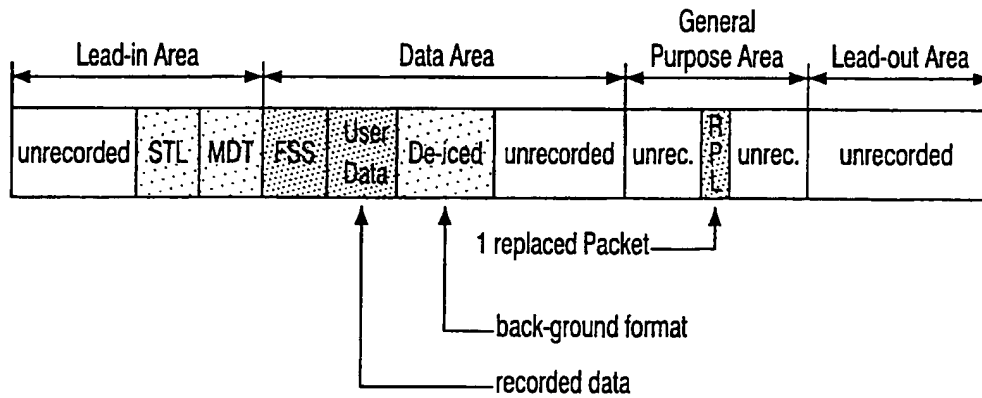 General
Lead-in Area Data Area Purpose Area Lead-out Area
unrecorded STL MDT FSS User Data De-iced unrecorded unrec. RPL unrec. unrecorded
1 replaced Packet
back-ground format
recorded data